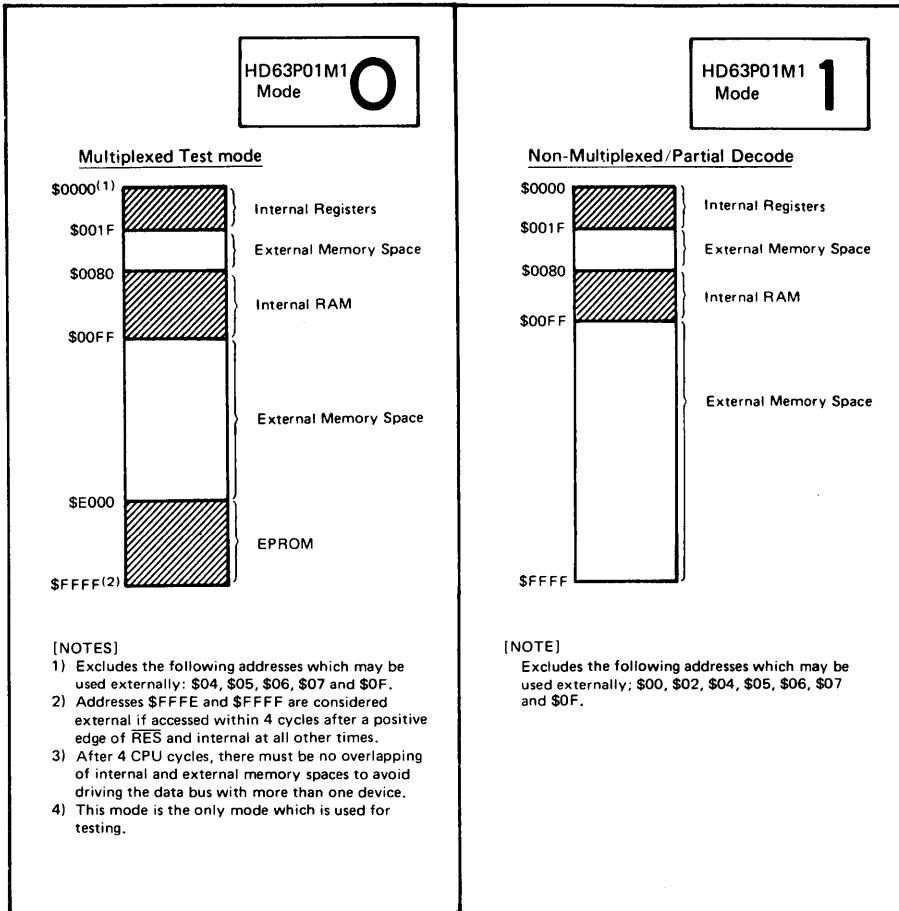 HD63P01M1
Mode
0
Multiplexed Test mode
$0000(1)
Internal Registers
$001F
External Memory Space
$0080
Internal RAM
$00FF
External Memory Space
$E000
EPROM
$FFFF(2)
[NOTES]
1) Excludes the following addresses which may be
used externally: $04, $05, $06, $07 and $0F.
2) Addresses $FFFE and $FFFF are considered
external if accessed within 4 cycles after a positive
edge of RES and internal at all other times.
3) After 4 CPU cycles, there must be no overlapping
of internal and external memory spaces to avoid
driving the data bus with more than one device.
4) This mode is the only mode which is used for
testing.
HD63P01M1
Mode
1
Non-Multiplexed/Partial Decode
$0000
Internal Registers
$001F
External Memory Space
$0080
Internal RAM
$00FF
External Memory Space
$FFFF
[NOTE]
Excludes the following addresses which may be
used externally; $00, $02, $04, $05, $06, $07
and $0F.